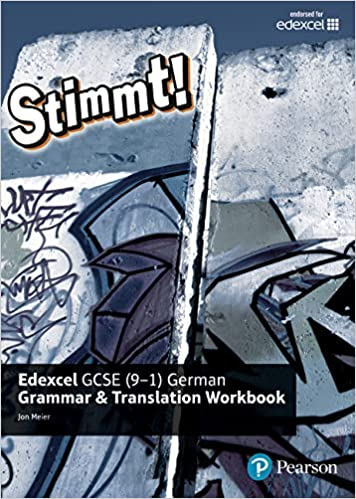 endorsed for
edexcel
Stimmt!
Edexcel GCSE (9–1) German
Grammar & Translation Workbook
Jon Meier
Pearson